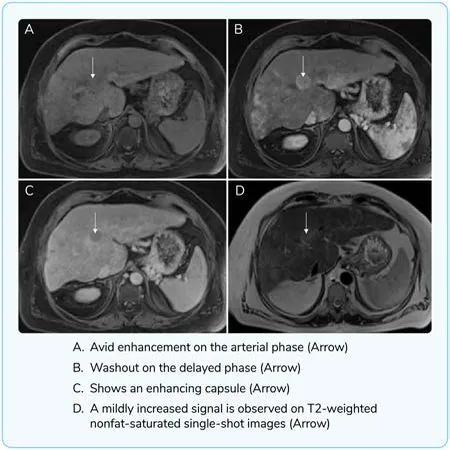 A
B
C
D
A. Avid enhancement on the arterial phase (Arrow)
B. Washout on the delayed phase (Arrow)
C. Shows an enhancing capsule (Arrow)
D. A mildly increased signal is observed on T2-weighted
nonfat-saturated single-shot images (Arrow)